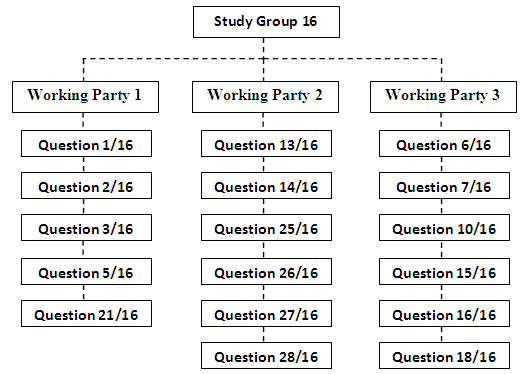 Study Group 16
Working Party 1
Working Party 2
Working Party 3
Question 1/16
Question 13/16
Question 6/16
Question 2/16
Question 14/16
Question 7/16
Question 3/16
Question 25/16
Question 10/16
Question 5/16
Question 26/16
Question 15/16
Question 21/16
Question 27/16
Question 16/16
Question 28/16
Question 18/16